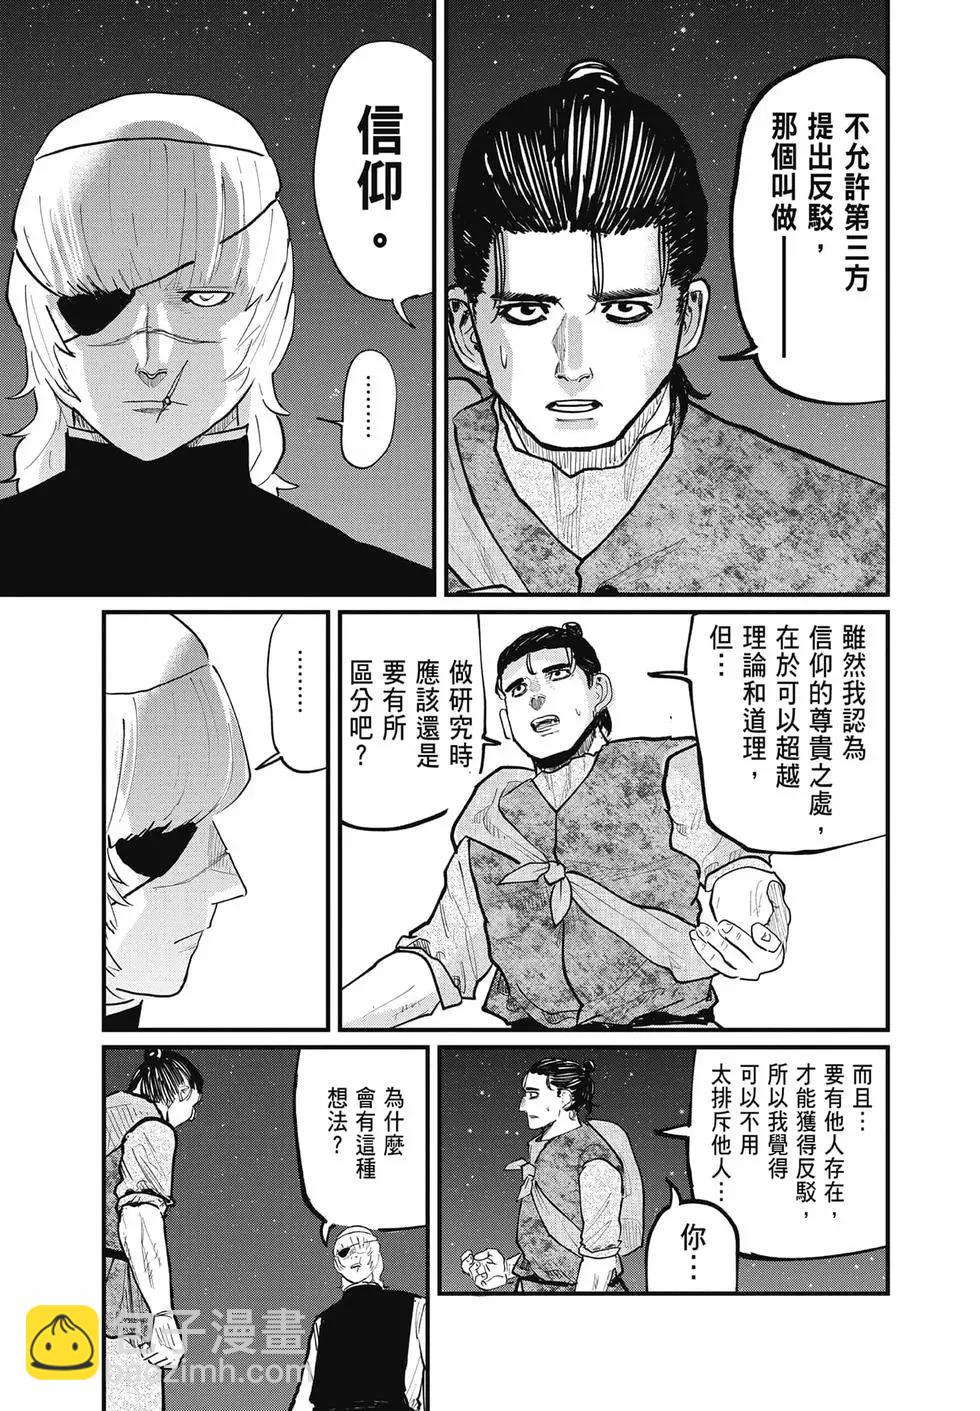 不允許第三方
提出反駁，
那個叫做——
信仰。
………
雖然我認為
信仰的尊貴之處，
在於可以超越
理論和道理，
但…
做研究時
應該還是
要有所
區分吧？
………
而且…
要有他人存在，
才能獲得反駁，
所以我覺得
可以不用
太排斥他人…
你…
為什麼
會有這種
想法？
包子漫畫
baozimh.com